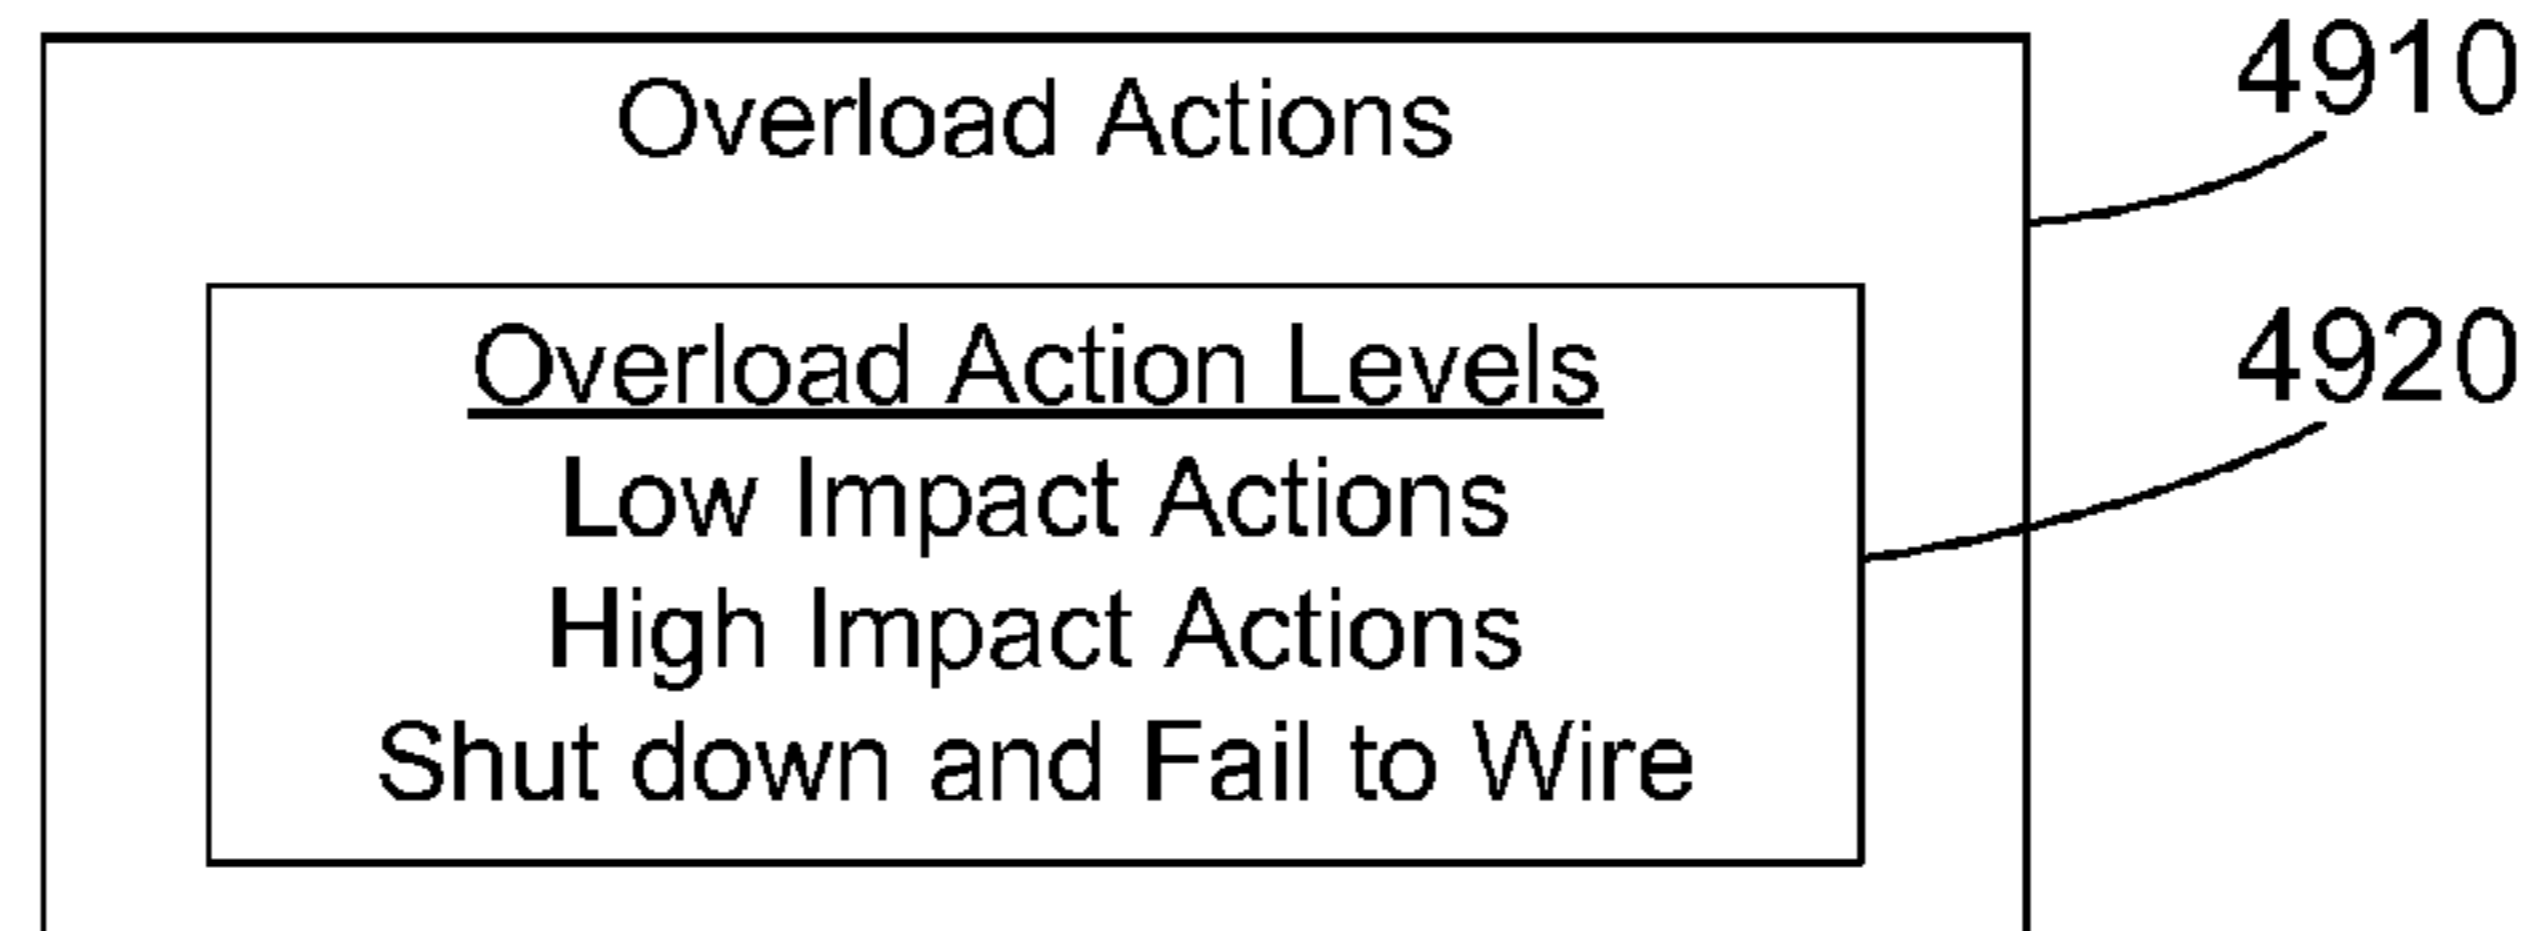 Overload Actions
4910
Overload Action Levels
4920
Low Impact Actions
High Impact Actions
Shut down and Fail to Wire